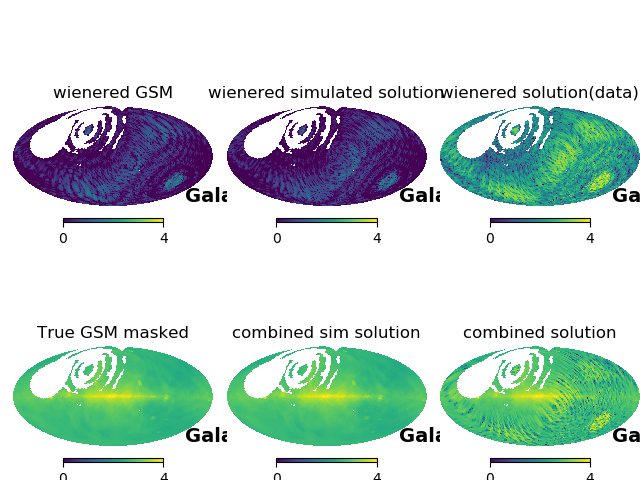 wienered GSM
wienered simulated solution
wienered solution(data)
Gala
Gala
Ga
0 4
0 4
0 4
True GSM masked
combined sim solution
combined solution
Gala
Gala
Ga
0 4
0 4
0 4